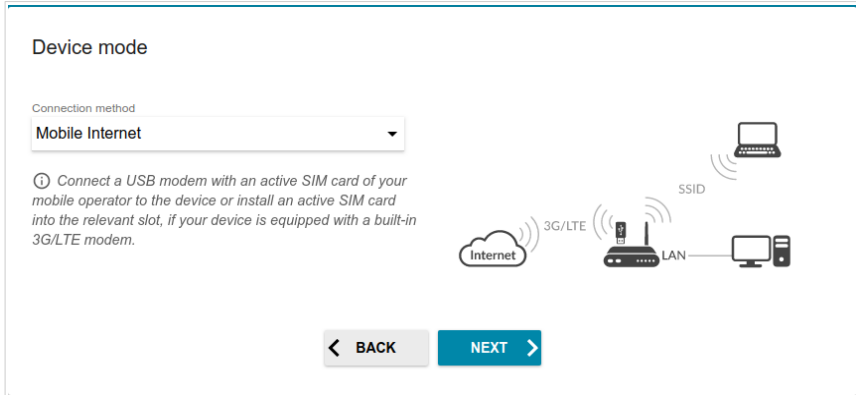 Device mode
Connection method
Mobile Internet
Connect a USB modem with an active SIM card of your
mobile operator to the device or install an active SIM card
into the relevant slot, if your device is equipped with a built-in
3G/LTE modem.
SSID
3G/LTE
Internet
LAN
BACK
NEXT